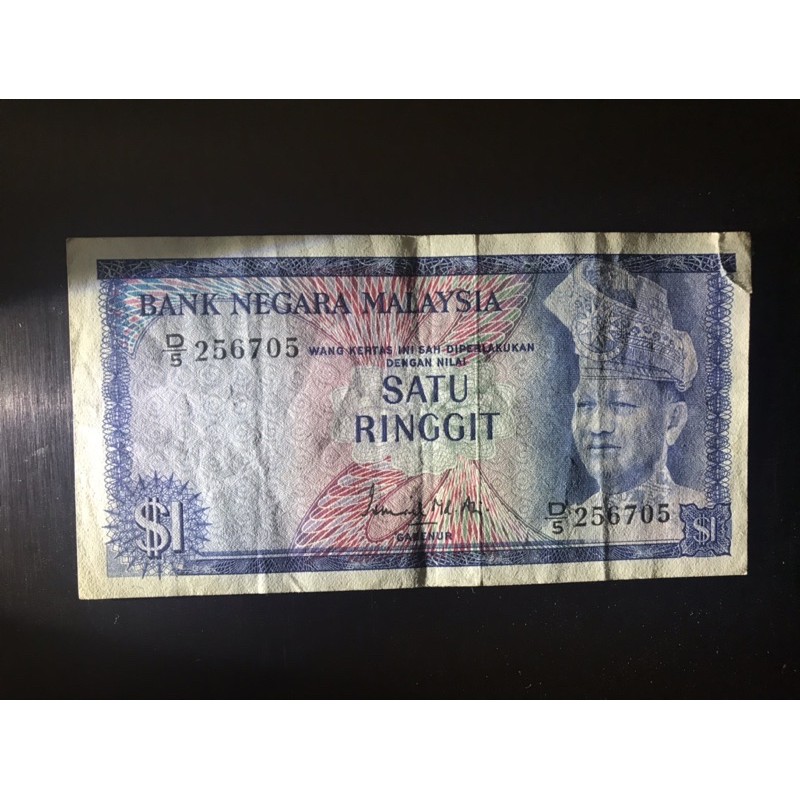 BANK NEGARA MALAYSIA
D/5 256705
WANG KERTAS INI SAH DIPERLAKUKAN
DENGAN NILAI
SATU
RINGGIT
GABENUR
D/5 256705
$1
$1